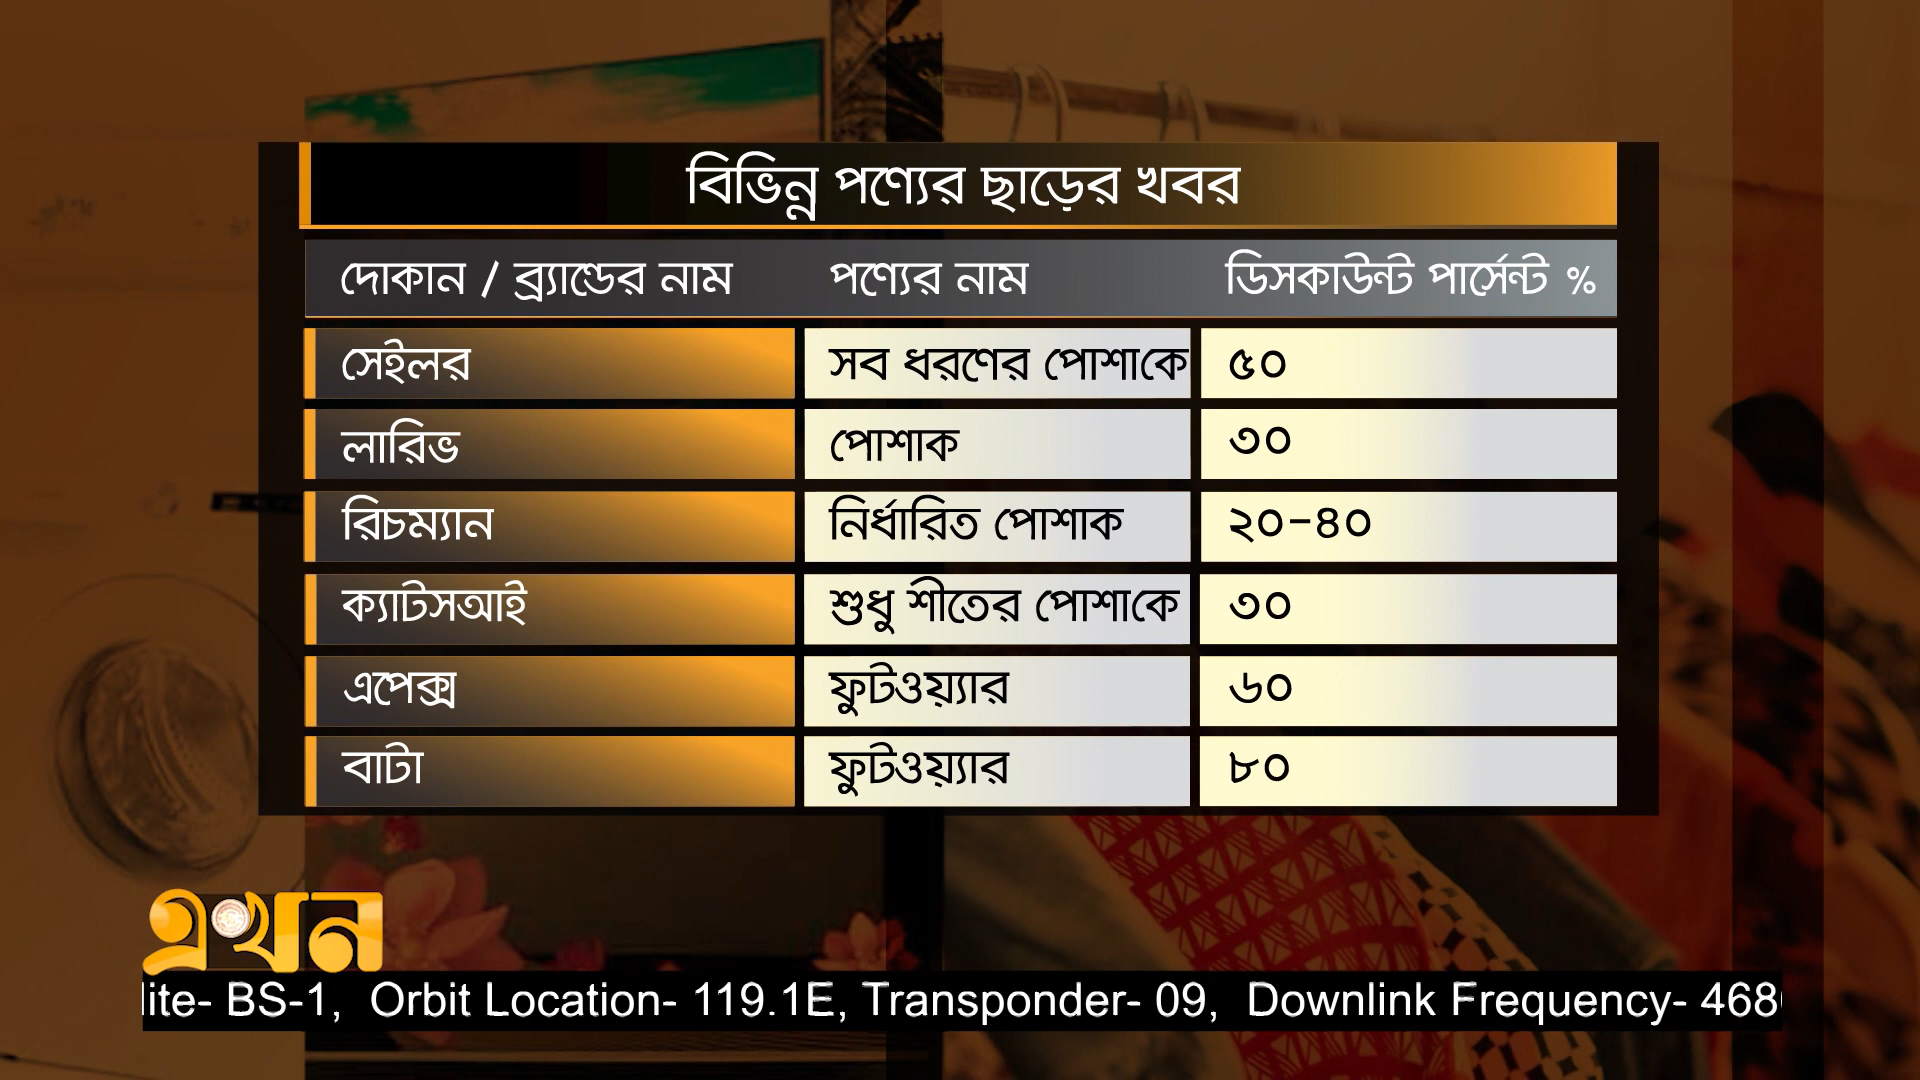 বিভিন্ন পণ্যের ছাড়ের খবর
দোকান / ব্র্যান্ডের নাম পণ্যের নাম ডিসকাউন্ট পার্সেন্ট %
সেইলর সব ধরণের পোশাকে ৫০
লারিভ পোশাক ৩০
রিচম্যান নির্ধারিত পোশাক ২০-৪০
ক্যাটসআই শুধু শীতের পোশাকে ৩০
এপেক্স ফুটওয়্যার ৬০
বাটা ফুটওয়্যার ৮০
এখন
lite- BS-1, Orbit Location- 119.1E, Transponder- 09, Downlink Frequency- 468